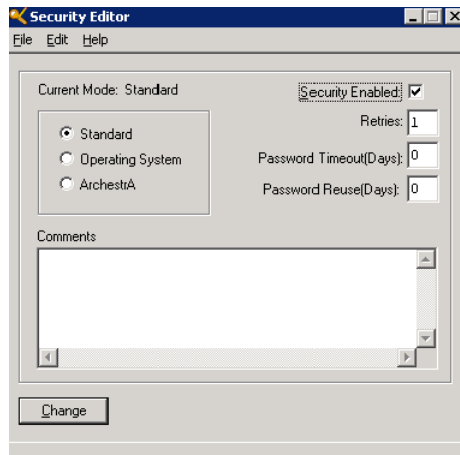 Security Editor
File Edit Help
Current Mode: Standard
Security Enabled:
Standard
Operating System
ArchestrA
Retries: 1
Password Timeout(Days): 0
Password Reuse(Days): 0
Comments
Change